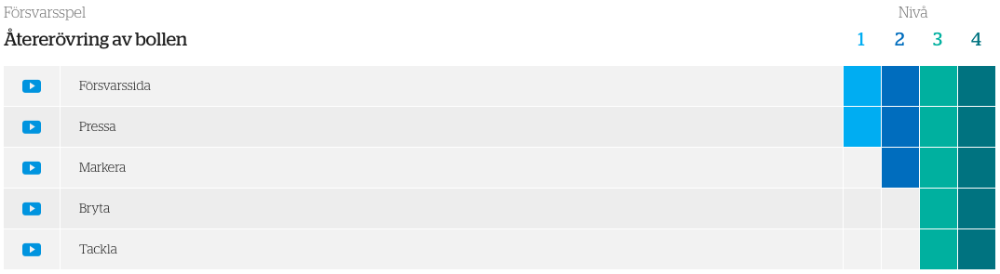 Försvarsspel Nivå
Återerövring av bollen 1 2 3 4
Försvarssida
Pressa
Markera
Bryta
Tackla